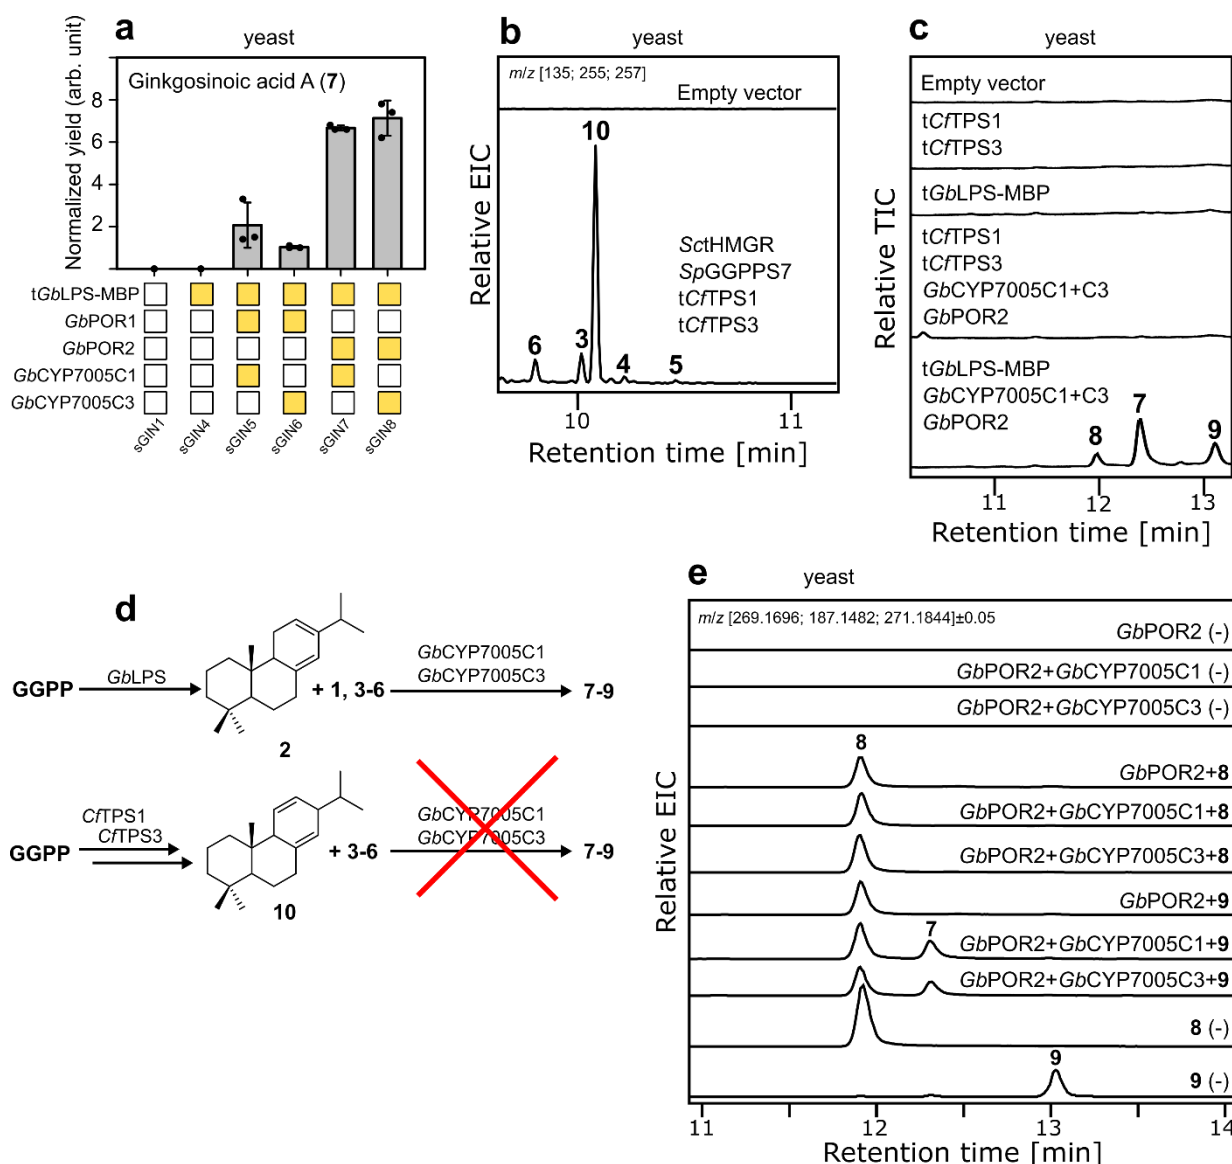 a
yeast
Normalized yield (arb. unit)
Ginkgosinoic acid A (7)
8
6
4
2
tGbLPS-MBP
GbPOR1
GbPOR2
GbCYP7005C1
GbCYP7005C3
sGIN1
sGIN4
sGIN5
sGIN6
sGIN7
sGIN8
b
yeast
m/z [135; 255; 257]
Empty vector
Relative EIC
10
6
3
4
5
SctHMGR
SpGGPPS7
tCfTPS1
tCfTPS3
10
11
Retention time [min]
c
yeast
Relative TIC
Empty vector
tCfTPS1
tCfTPS3
tGbLPS-MBP
tCfTPS1
tCfTPS3
GbCYP7005C1+C3
GbPOR2
tGbLPS-MBP
GbCYP7005C1+C3
GbPOR2
8
7
9
11
12
13
Retention time [min]
d
GGPP
GbLPS
2
+ 1, 3-6
GbCYP7005C1
GbCYP7005C3
7-9
GGPP
CfTPS1
CfTPS3
10
+ 3-6
GbCYP7005C1
GbCYP7005C3
7-9
e
yeast
m/z [269.1696; 187.1482; 271.1844]±0.05
Relative EIC
GbPOR2 (-)
GbPOR2+GbCYP7005C1 (-)
GbPOR2+GbCYP7005C3 (-)
8
GbPOR2+8
GbPOR2+GbCYP7005C1+8
GbPOR2+GbCYP7005C3+8
GbPOR2+9
7
GbPOR2+GbCYP7005C1+9
GbPOR2+GbCYP7005C3+9
8 (-)
9
9 (-)
11
12
13
14
Retention time [min]